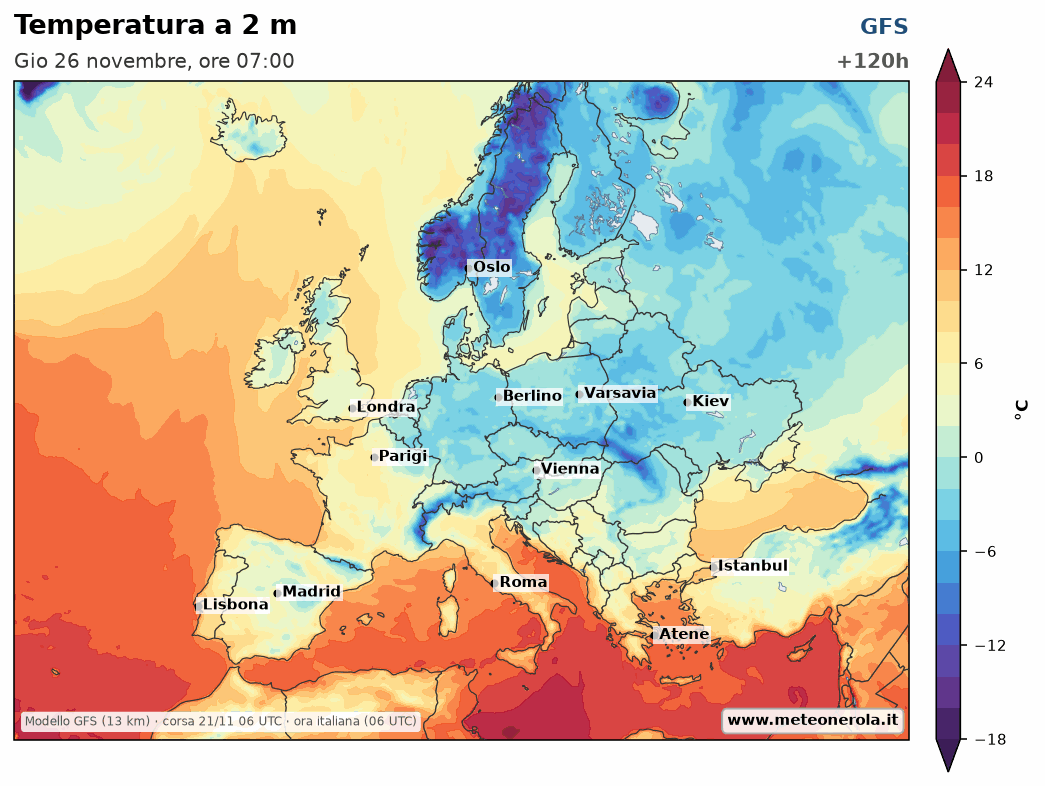 Temperatura a 2 m
GFS
Gio 26 novembre, ore 07:00
+120h
24
18
12
6
0
−6
−12
−18
°C
Oslo
Berlino
Varsavia
Kiev
Londra
Parigi
Vienna
Istanbul
Roma
Madrid
Lisbona
Atene
Modello GFS (13 km) · corsa 21/11 06 UTC · ora italiana (06 UTC)
www.meteonerola.it